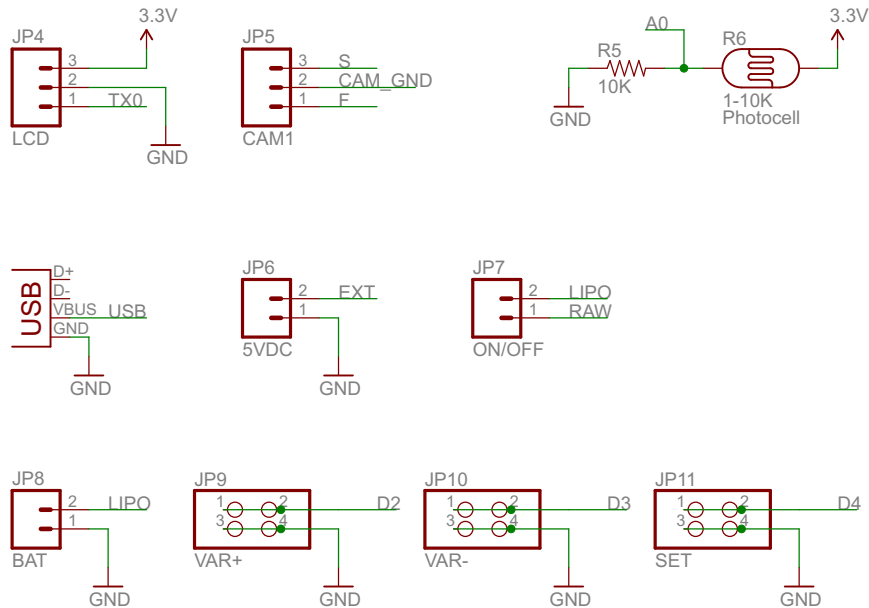 3.3V
JP4
3
2
1
TX0
LCD
GND
JP5
3
S
2
CAM_GND
1
F
CAM1
A0
R5
10K
GND
R6
1-10K
Photocell
3.3V
USB
D+
D-
VBUS
USB
GND
GND
JP6
2
EXT
1
5VDC
GND
JP7
2
LIPO
1
RAW
ON/OFF
JP8
2
LIPO
1
BAT
GND
JP9
1
2
D2
3
4
VAR+
GND
JP10
1
2
D3
3
4
VAR-
GND
JP11
1
2
D4
3
4
SET
GND